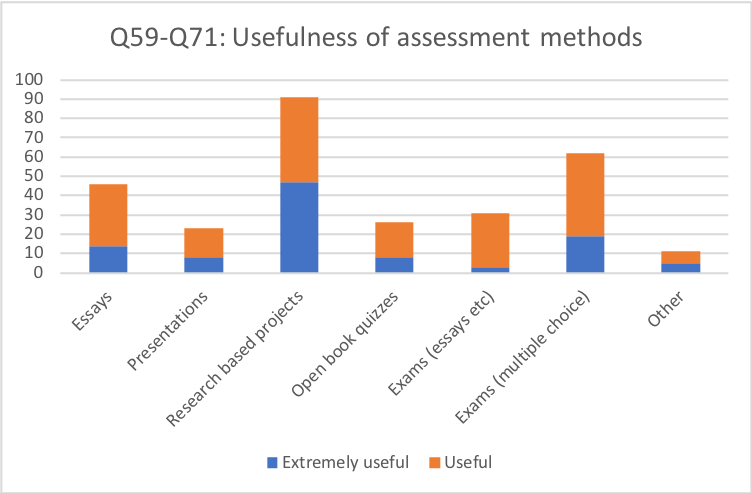 Q59-Q71: Usefulness of assessment methods
100
90
80
70
60
50
40
30
20
10
0
Essays
Presentations
Research based projects
Open book quizzes
Exams (essays etc)
Exams (multiple choice)
Other
Extremely useful
Useful